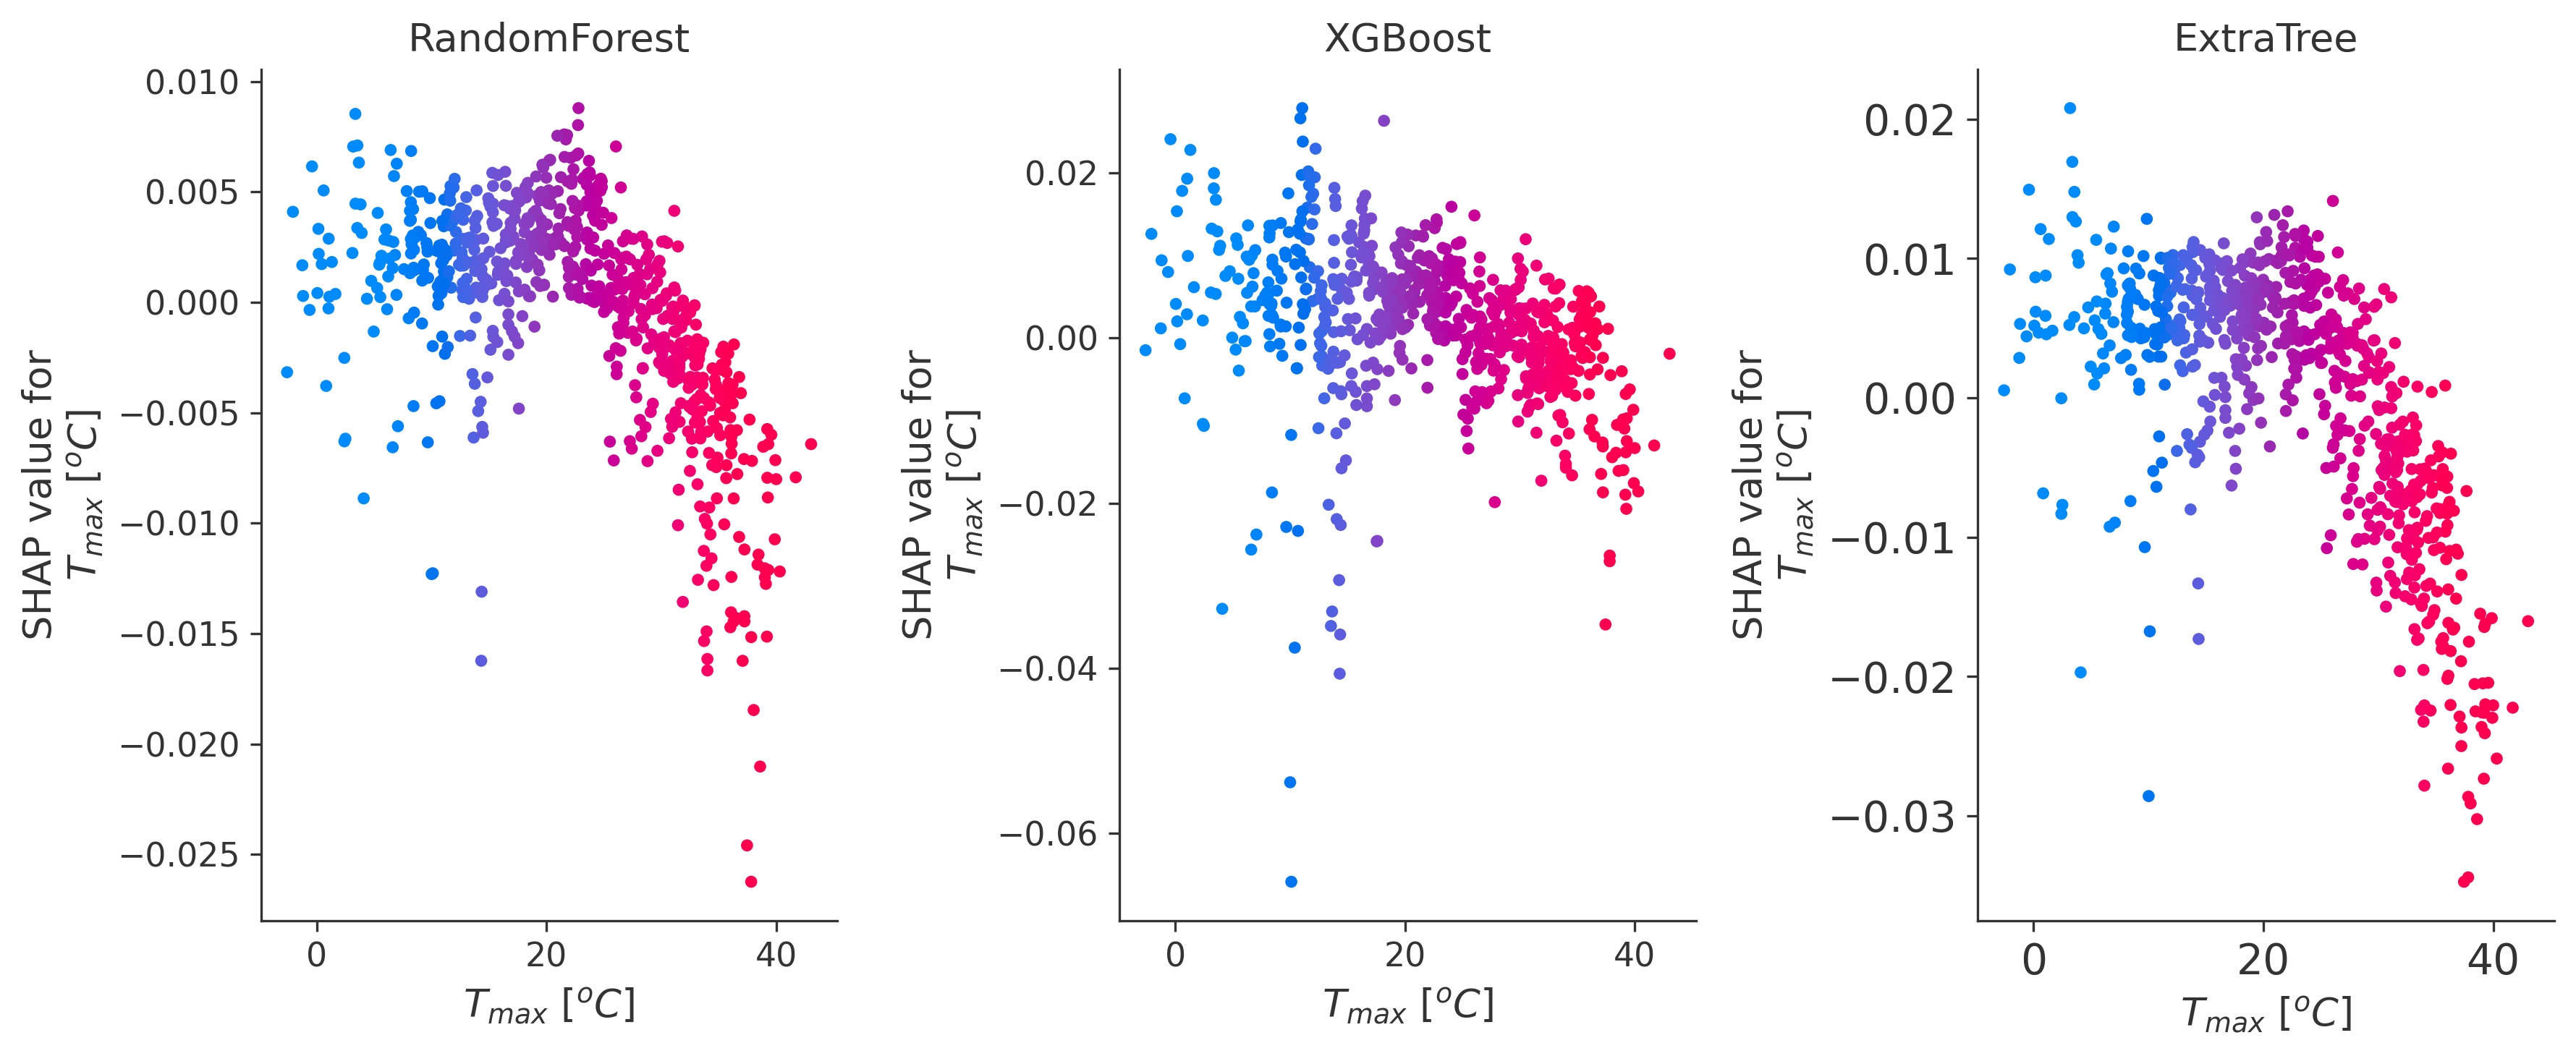 RandomForest
XGBoost
ExtraTree
0.010
0.005
0.000
−0.005
−0.010
−0.015
−0.020
−0.025
SHAP value for
T_max [°C]
0 20 40
T_max [°C]
0.02
0.00
−0.02
−0.04
−0.06
SHAP value for
T_max [°C]
0 20 40
T_max [°C]
0.02
0.01
0.00
−0.01
−0.02
−0.03
SHAP value for
T_max [°C]
0 20 40
T_max [°C]